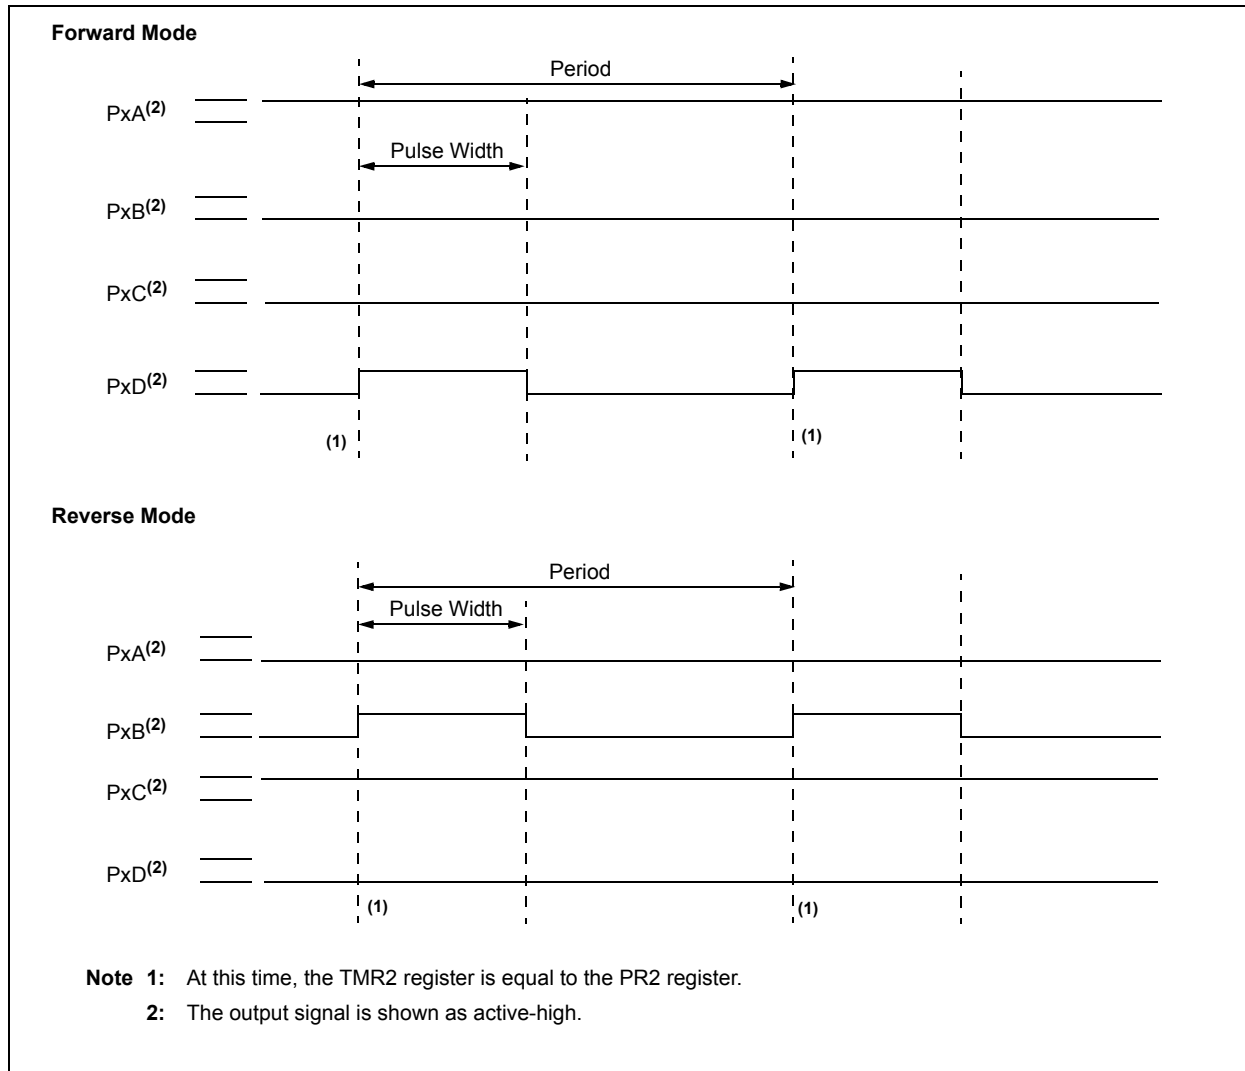 Forward Mode
Period
PxA(2)
Pulse Width
PxB(2)
PxC(2)
PxD(2)
(1)
(1)
Reverse Mode
Period
Pulse Width
PxA(2)
PxB(2)
PxC(2)
PxD(2)
(1)
(1)
Note 1: At this time, the TMR2 register is equal to the PR2 register.
2: The output signal is shown as active-high.